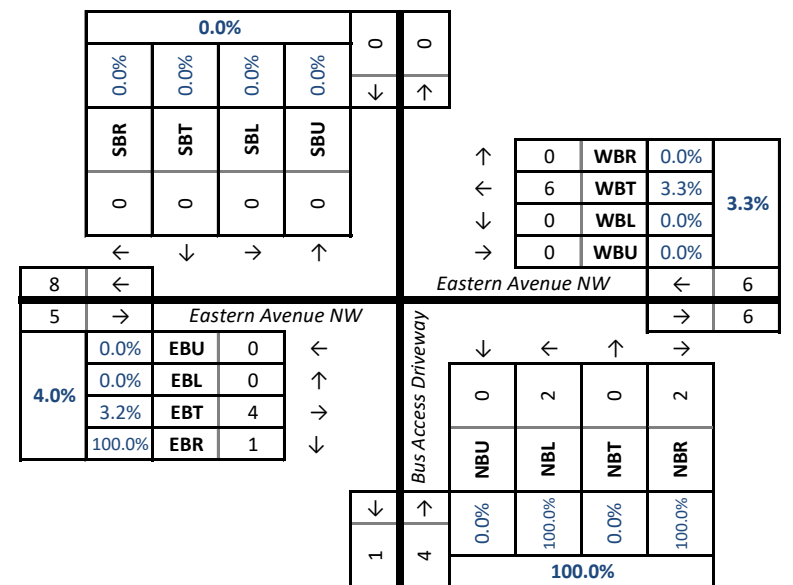 0.0%
0 0
0.0% 0.0% 0.0% 0.0%
↓ ↑
SBR SBT SBL SBU
0 0 0 0
← ↓ → ↑
↑ 0 WBR 0.0%
← 6 WBT 3.3%
↓ 0 WBL 0.0%
→ 0 WBU 0.0%
3.3%
8 ←
Eastern Avenue NW ← 6
5 → Eastern Avenue NW
→ 6
4.0%
0.0% EBU 0 ←
0.0% EBL 0 ↑
3.2% EBT 4 →
100.0% EBR 1 ↓
Bus Access Driveway
↓ ← ↑ →
0 2 0 2
NBU NBL NBT NBR
0.0% 100.0% 0.0% 100.0%
↓ ↑
1 4
100.0%